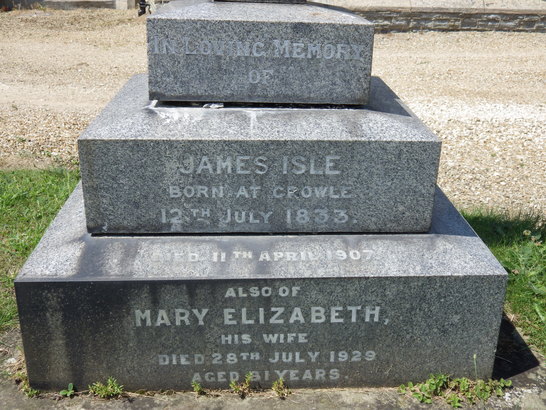 IN LOVING MEMORY
OF
JAMES ISLE
BORN AT CROWLE
12TH JULY 1833.
DIED 11TH APRIL 1907
ALSO OF
MARY ELIZABETH,
HIS WIFE
DIED 28TH JULY 1929
AGED 81 YEARS.